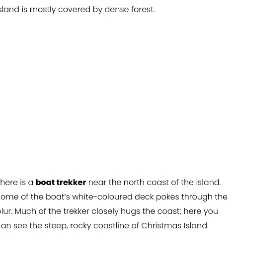 sland is mostly covered by dense forest.
here is a boat trekker near the north coast of the island.
ome of the boat's white-coloured deck pokes through the
lur. Much of the trekker closely hugs the coast; here you
an see the steep, rocky coastline of Christmas Island